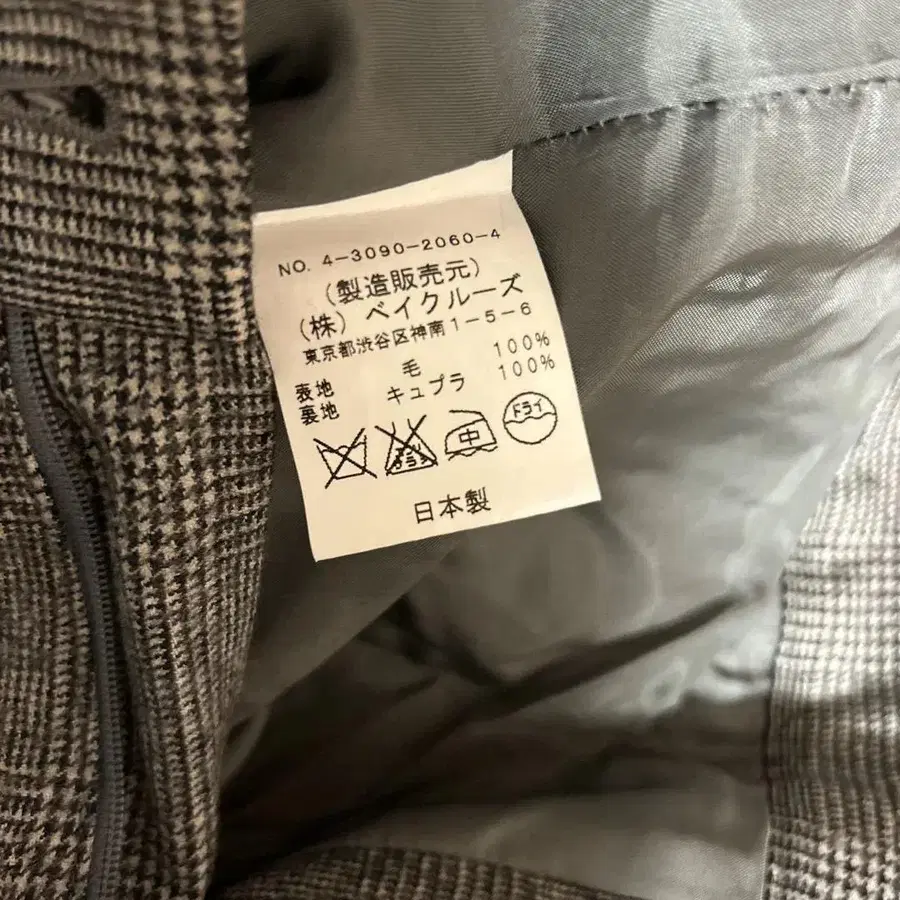 NO. 4-3090-2060-4
(製造販売元)
(株) ベイクルーズ
東京都渋谷区神南1-5-6
表地 毛 100%
裏地 キュプラ 100%
中 ドライ
日本製